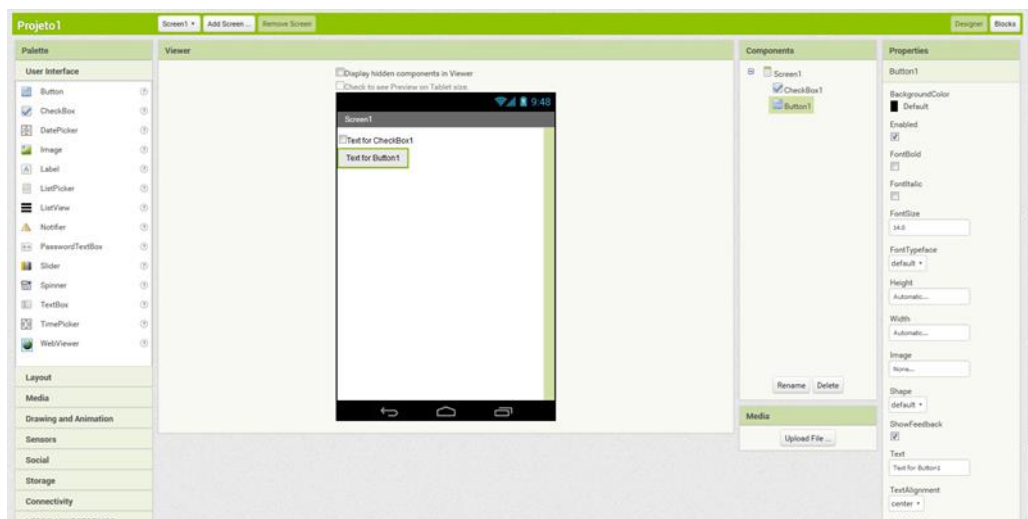 Projeto1
Screen1
Add Screen ...
Remove Screen
Designer
Blocks
Palette
User Interface
Button
CheckBox
DatePicker
Image
Label
ListPicker
ListView
Notifier
PasswordTextBox
Slider
Spinner
TextBox
TimePicker
WebViewer
Layout
Media
Drawing and Animation
Sensors
Social
Storage
Connectivity
Viewer
Display hidden components in Viewer
Check to see Preview on Tablet size.
9:48
Screen1
Text for CheckBox1
Text for Button1
Components
Screen1
CheckBox1
Button1
Rename
Delete
Media
Upload File ...
Properties
Button1
BackgroundColor
Default
Enabled
FontBold
FontItalic
FontSize
14.0
FontTypeface
default
Height
Automatic...
Width
Automatic...
Image
None...
Shape
default
ShowFeedback
Text
Text for Button1
TextAlignment
center